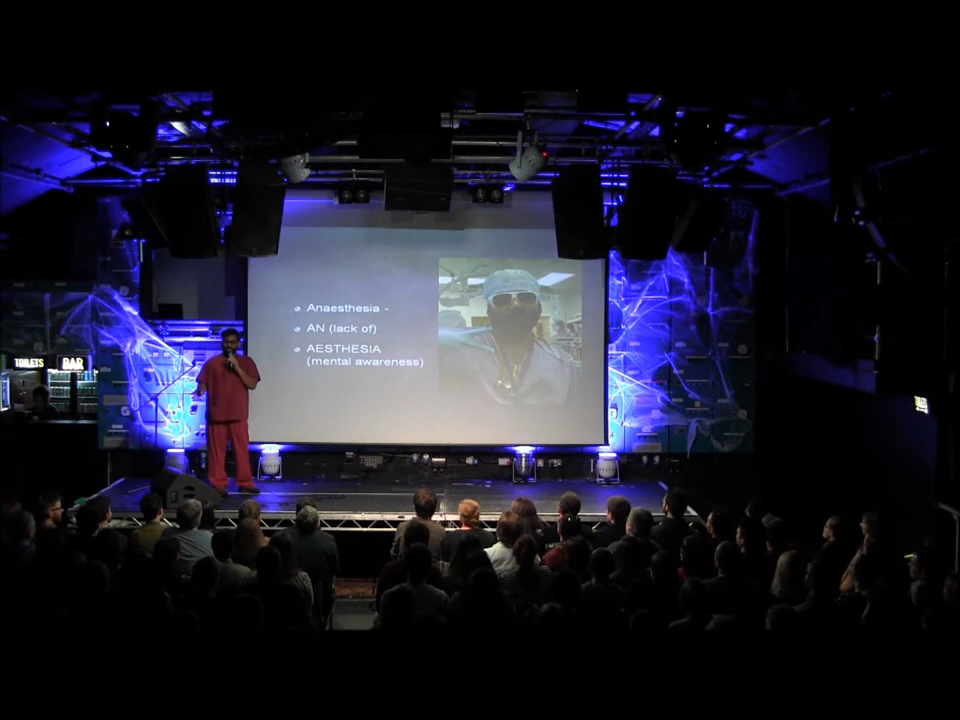 Anaesthesia -
AN (lack of)
AESTHESIA
(mental awareness)
TOILETS
BAR